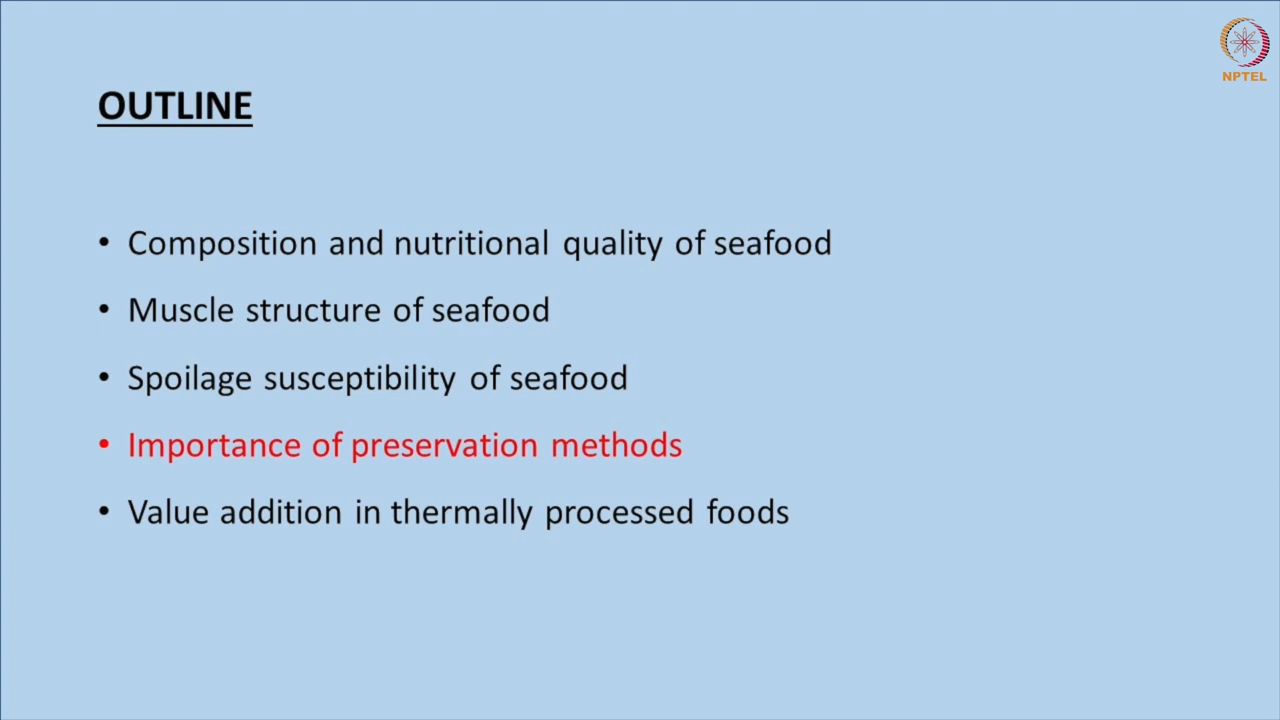 NPTEL
OUTLINE
• Composition and nutritional quality of seafood
• Muscle structure of seafood
• Spoilage susceptibility of seafood
• Importance of preservation methods
• Value addition in thermally processed foods